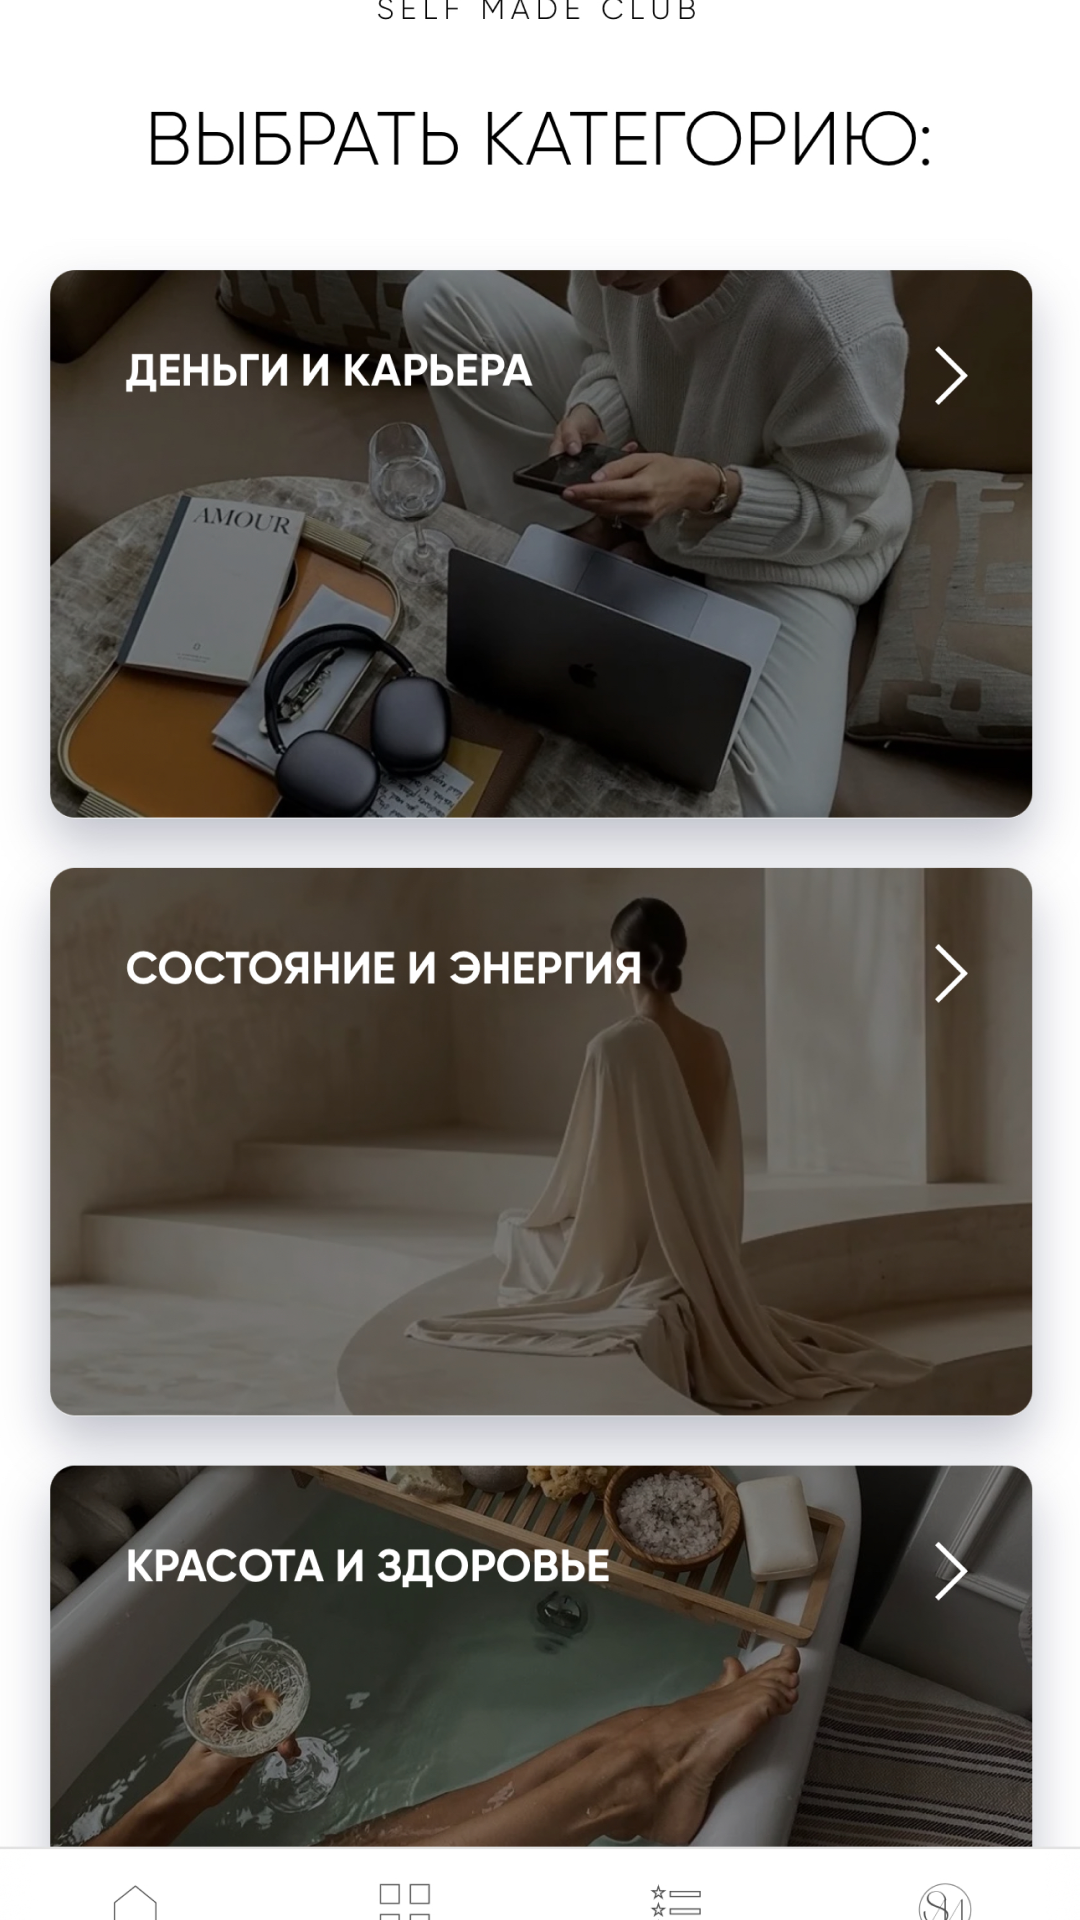 SELF MADE CLUB
ВЫБРАТЬ КАТЕГОРИЮ:
ДЕНЬГИ И КАРЬЕРА
AMOUR
СОСТОЯНИЕ И ЭНЕРГИЯ
КРАСОТА И ЗДОРОВЬЕ